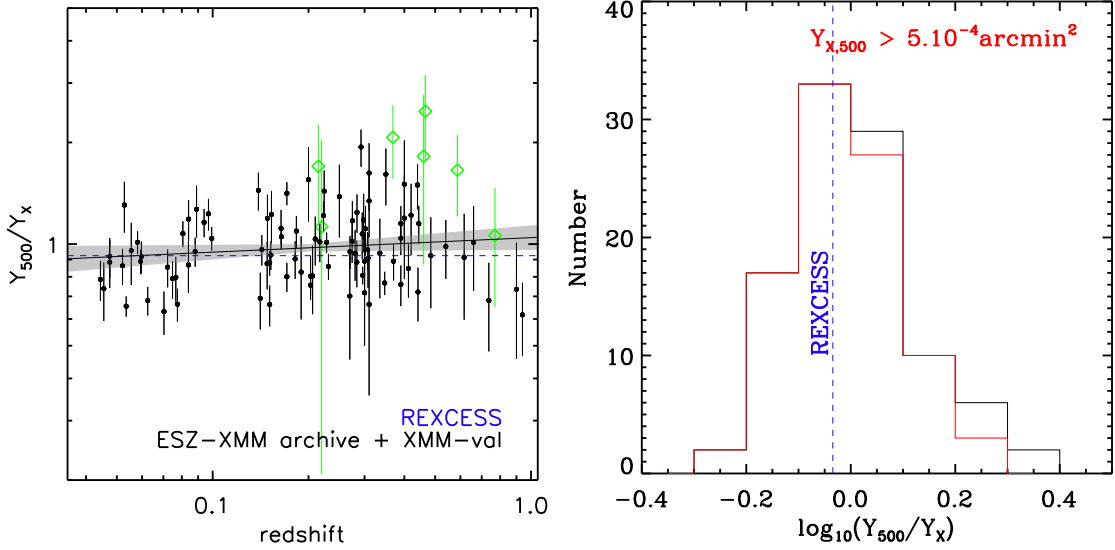 Y500/YX
1
0.1
1.0
redshift
REXCESS
ESZ-XMM archive + XMM-val
Number
40
30
20
10
0
-0.4
-0.2
0.0
0.2
0.4
log10(Y500/YX)
YX,500 > 5.10-4arcmin2
REXCESS